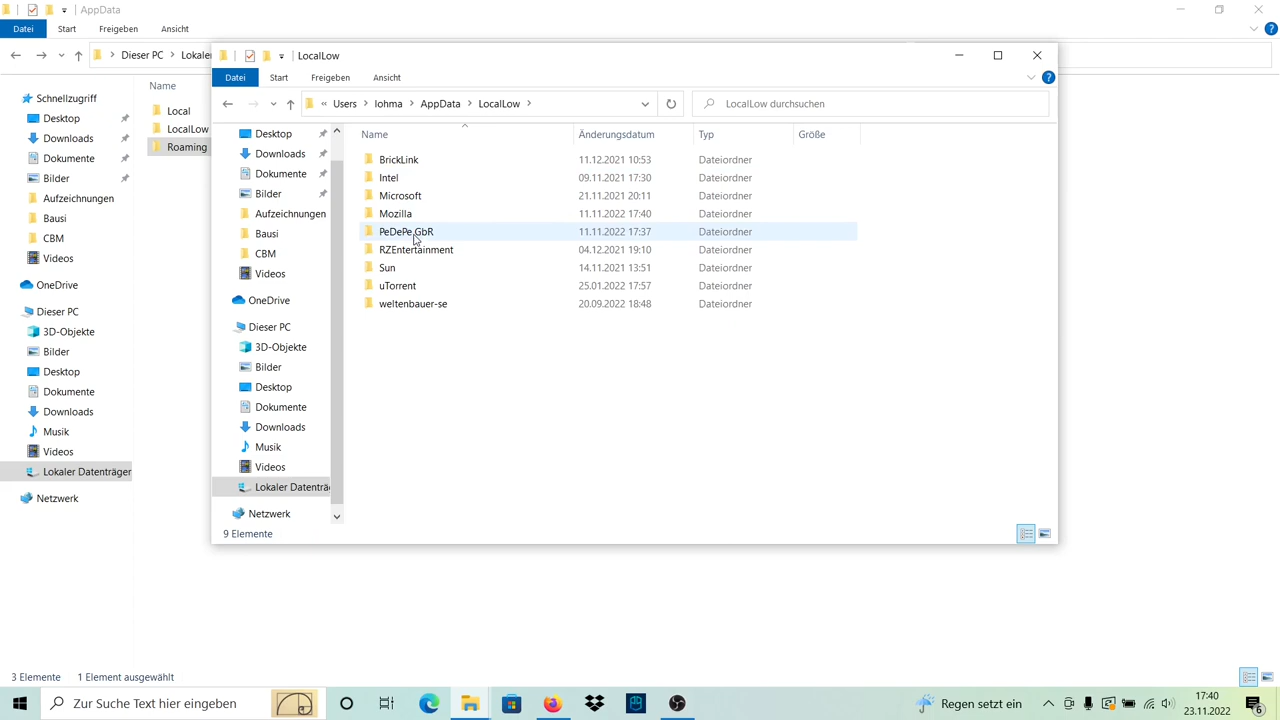 AppData
Datei Start Freigeben Ansicht
Dieser PC Lokale
Name
Schnellzugriff
Desktop
Downloads
Dokumente
Bilder
Aufzeichnungen
Bausi
CBM
Videos
OneDrive
Dieser PC
3D-Objekte
Bilder
Desktop
Dokumente
Downloads
Musik
Videos
Lokaler Datenträger
Netzwerk
Local
LocalLow
Roaming
3 Elemente 1 Element ausgewählt
LocalLow
Datei Start Freigeben Ansicht
« Users lohma AppData LocalLow
LocalLow durchsuchen
Desktop
Downloads
Dokumente
Bilder
Aufzeichnungen
Bausi
CBM
Videos
OneDrive
Dieser PC
3D-Objekte
Bilder
Desktop
Dokumente
Downloads
Musik
Videos
Lokaler Datenträ
Netzwerk
Name Änderungsdatum Typ Größe
BrickLink 11.12.2021 10:53 Dateiordner
Intel 09.11.2021 17:30 Dateiordner
Microsoft 21.11.2021 20:11 Dateiordner
Mozilla 11.11.2022 17:40 Dateiordner
PeDePe GbR 11.11.2022 17:37 Dateiordner
RZEntertainment 04.12.2021 19:10 Dateiordner
Sun 14.11.2021 13:51 Dateiordner
uTorrent 25.01.2022 17:57 Dateiordner
weltenbauer-se 20.09.2022 18:48 Dateiordner
9 Elemente
Zur Suche Text hier eingeben
Regen setzt ein
17:40
23.11.2022
6